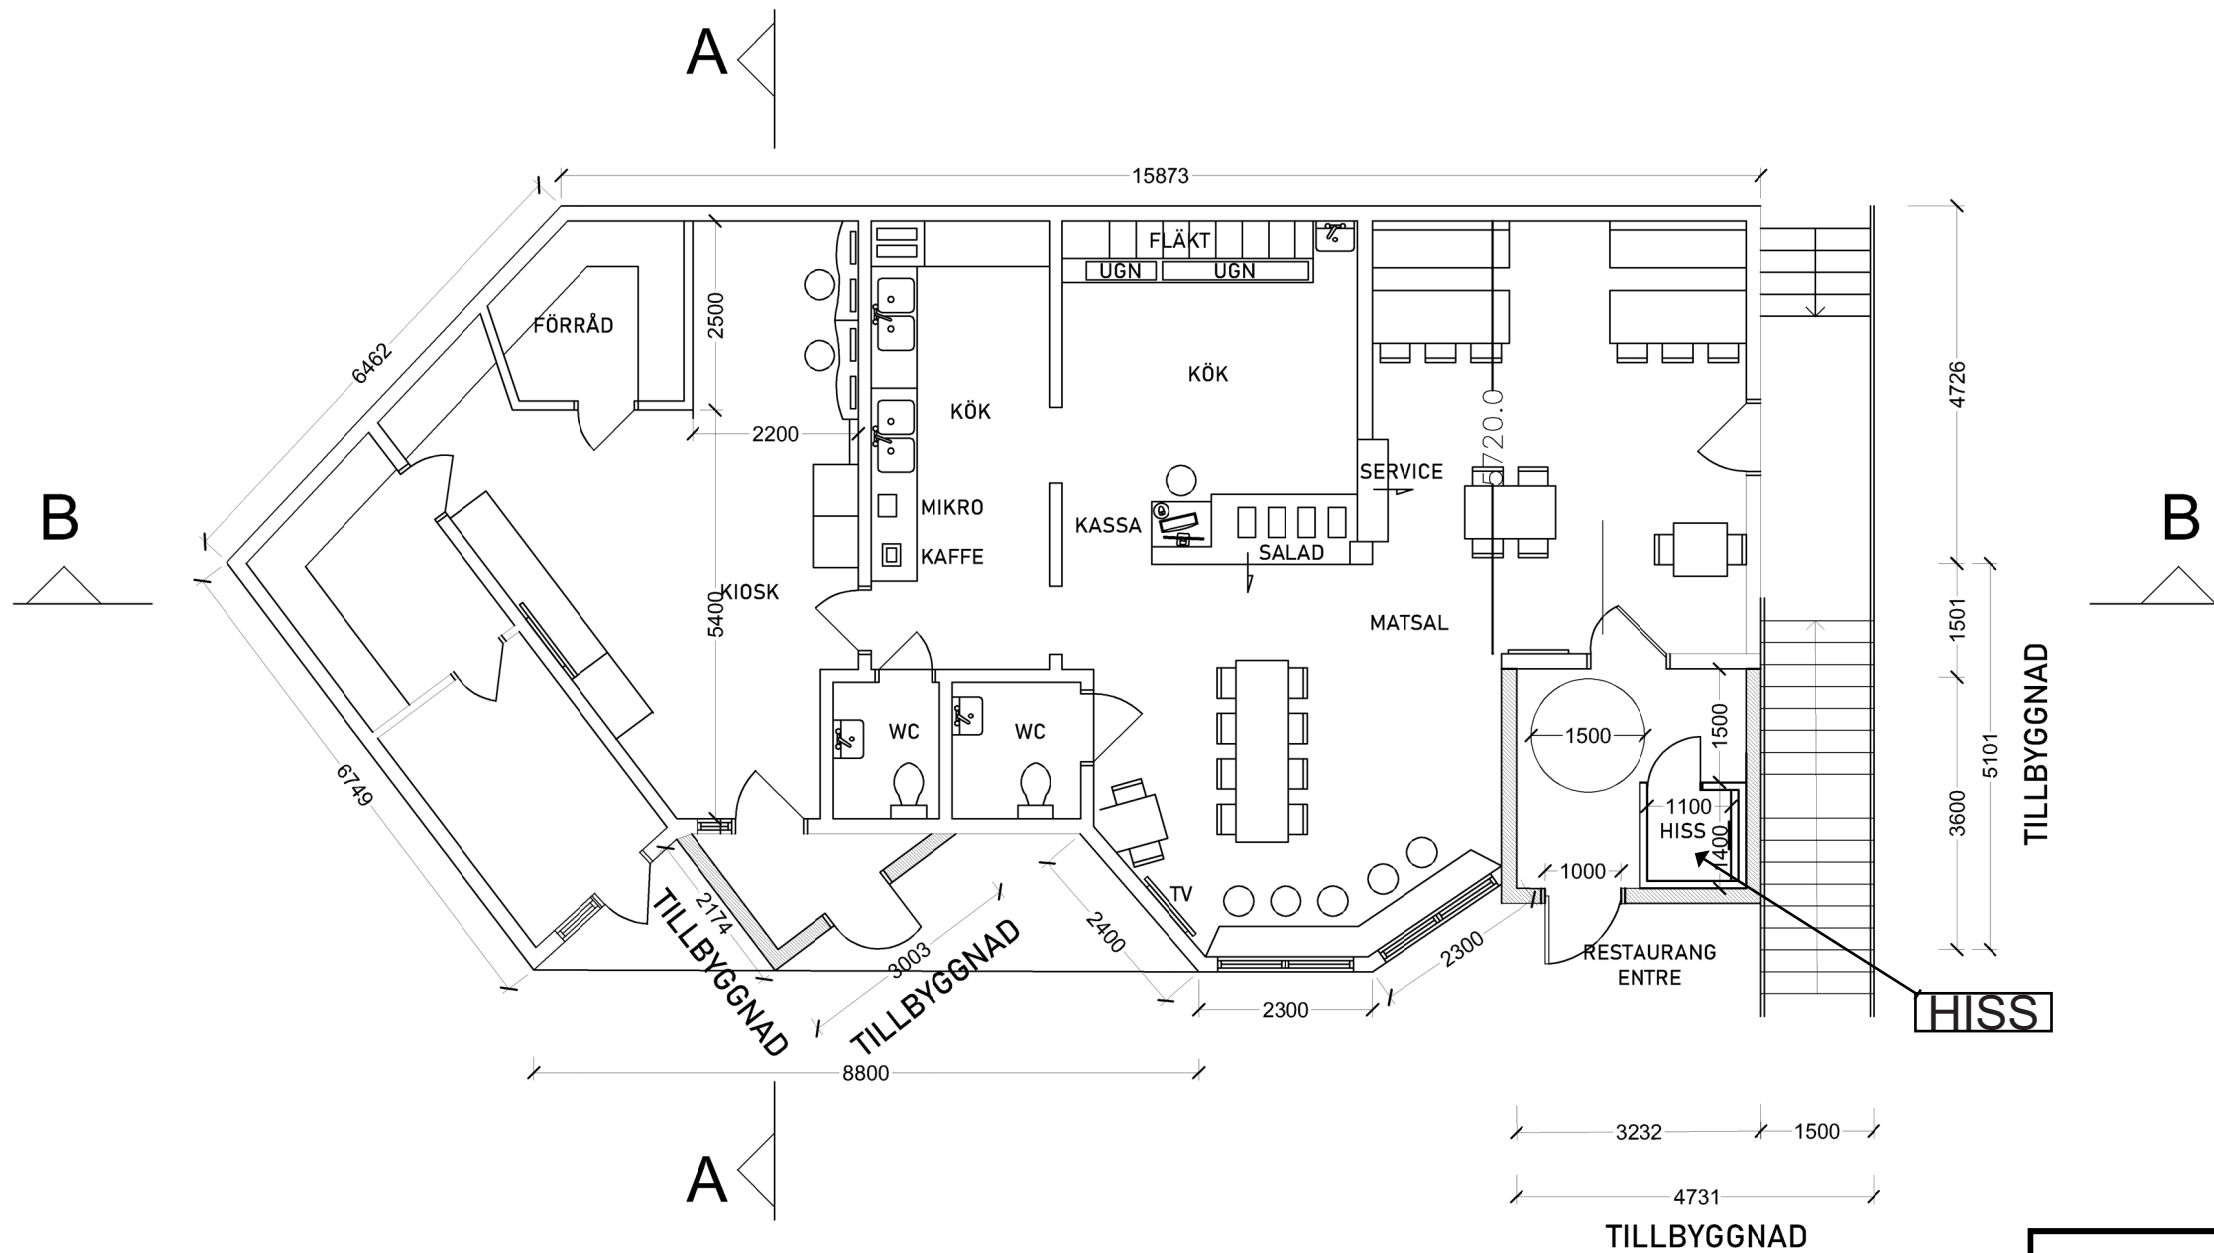 A
15873
FLÄKT
UGN
UGN
2500
FÖRRÅD
6462
KÖK
4726
KÖK
720.0
2200
SERVICE
B
B
MIKRO
KASSA
KAFFE
SALAD
KIOSK
5400
MATSAL
1501
WC
WC
1500
1500
5101
TILLBYGGNAD
6749
1100
HISS
1400
3600
1000
TV
2174
TILLBYGGNAD
2400
3003
TILLBYGGNAD
2300
RESTAURANG
ENTRE
2300
HISS
8800
3232
1500
A
4731
TILLBYGGNAD